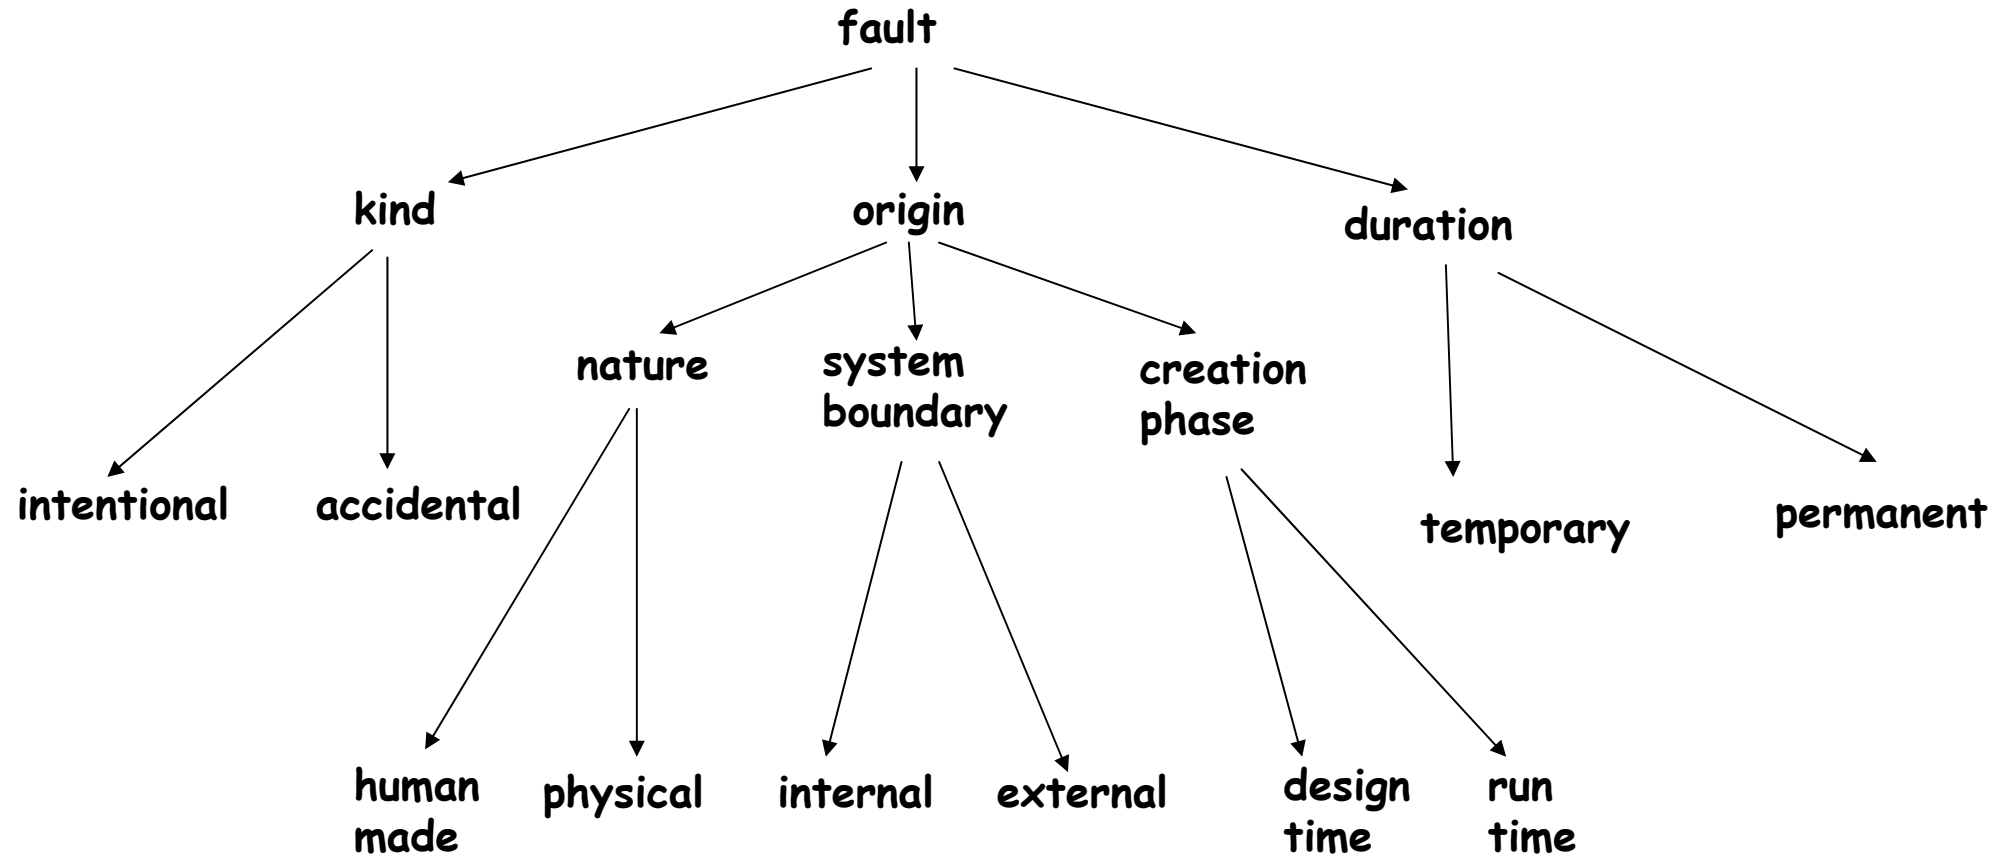 fault
kind
origin
duration
nature
system
boundary
creation
phase
intentional
accidental
temporary
permanent
human
made
physical
internal
external
design
time
run
time